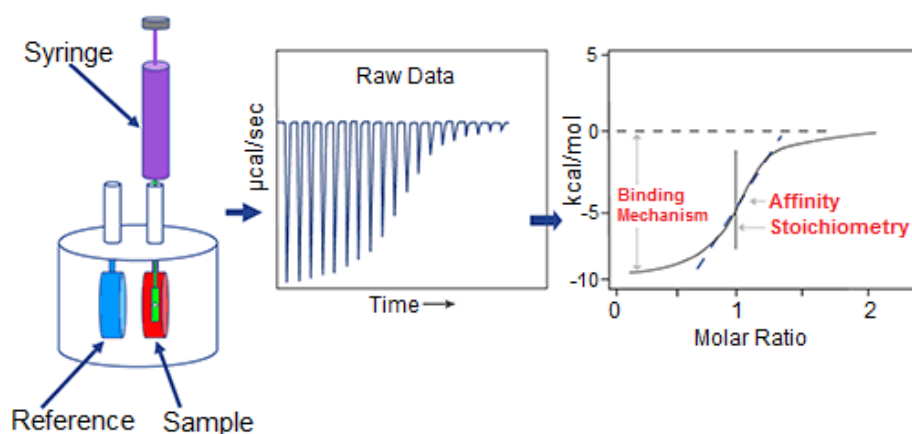 Syringe
Reference
Sample
Raw Data
µcal/sec
Time
5
0
-5
-10
kcal/mol
Binding
Mechanism
Affinity
Stoichiometry
0
1
2
Molar Ratio